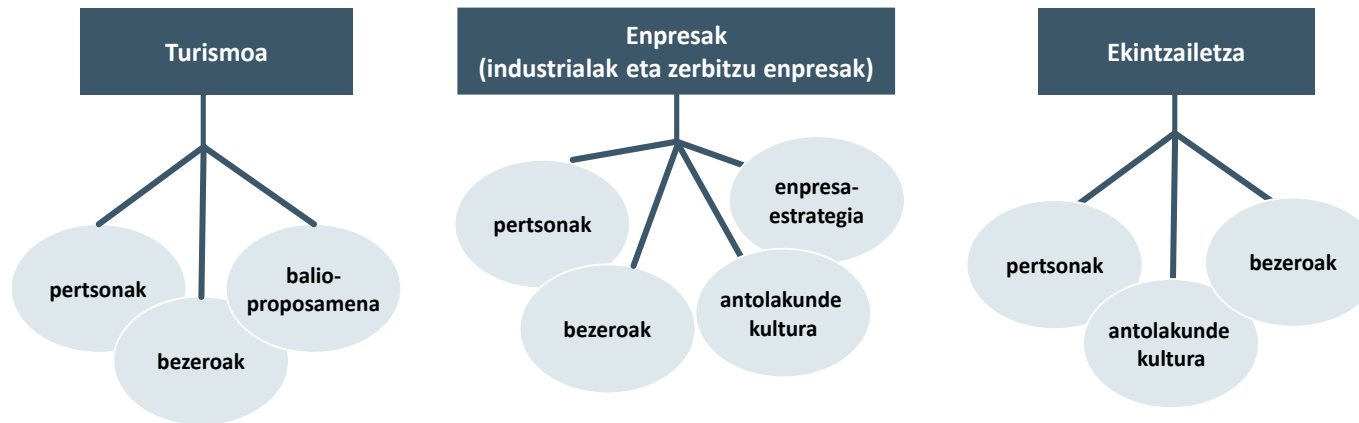 Turismoa
pertsonak
bezeroak
balio-
proposamena
Enpresak
(industrialak eta zerbitzu enpresak)
pertsonak
bezeroak
antolakunde
kultura
enpresa-
estrategia
Ekintzailetza
pertsonak
antolakunde
kultura
bezeroak